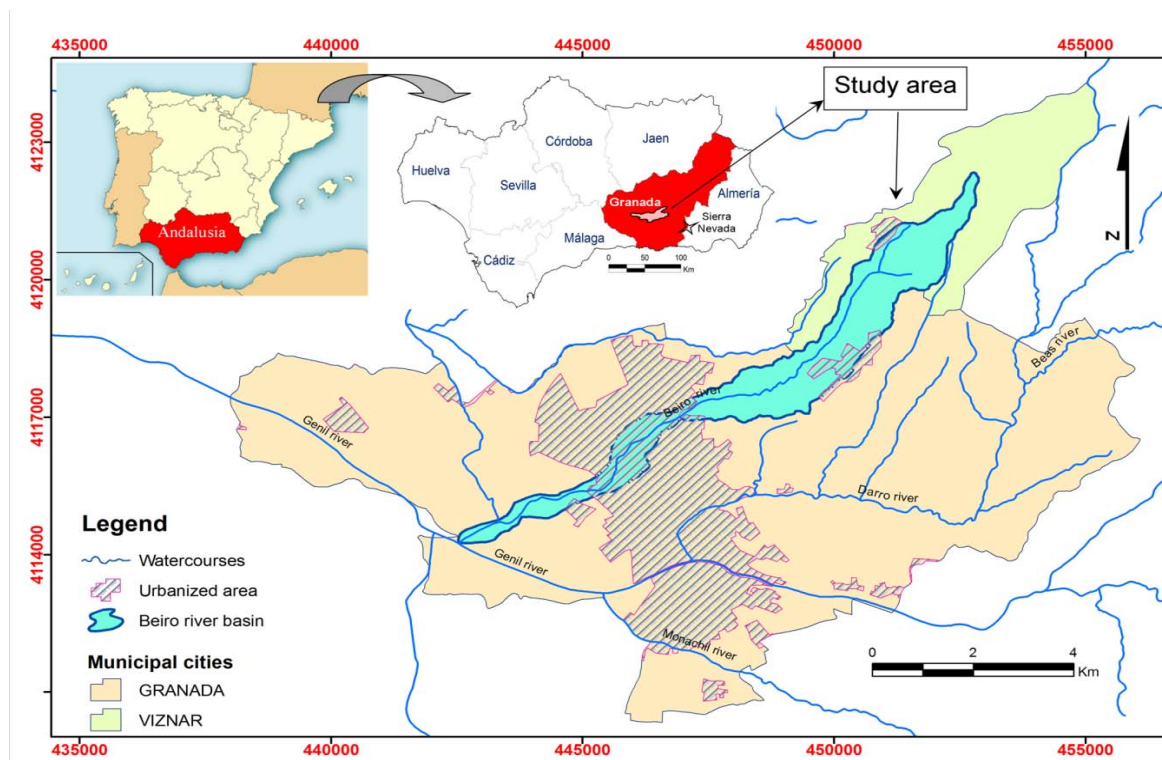 435000
440000
445000
450000
455000
Study area
4123000
4120000
4117000
4114000
Andalusia
Huelva
Sevilla
Córdoba
Jaen
Granada
Almería
Sierra
Nevada
Málaga
Cádiz
0 50 100
Km
N
Beas river
Beiro river
Genil river
Darro river
Genil river
Monachil river
Legend
Watercourses
Urbanized area
Beiro river basin
Municipal cities
GRANADA
VIZNAR
0 2 4
Km
435000
440000
445000
450000
455000